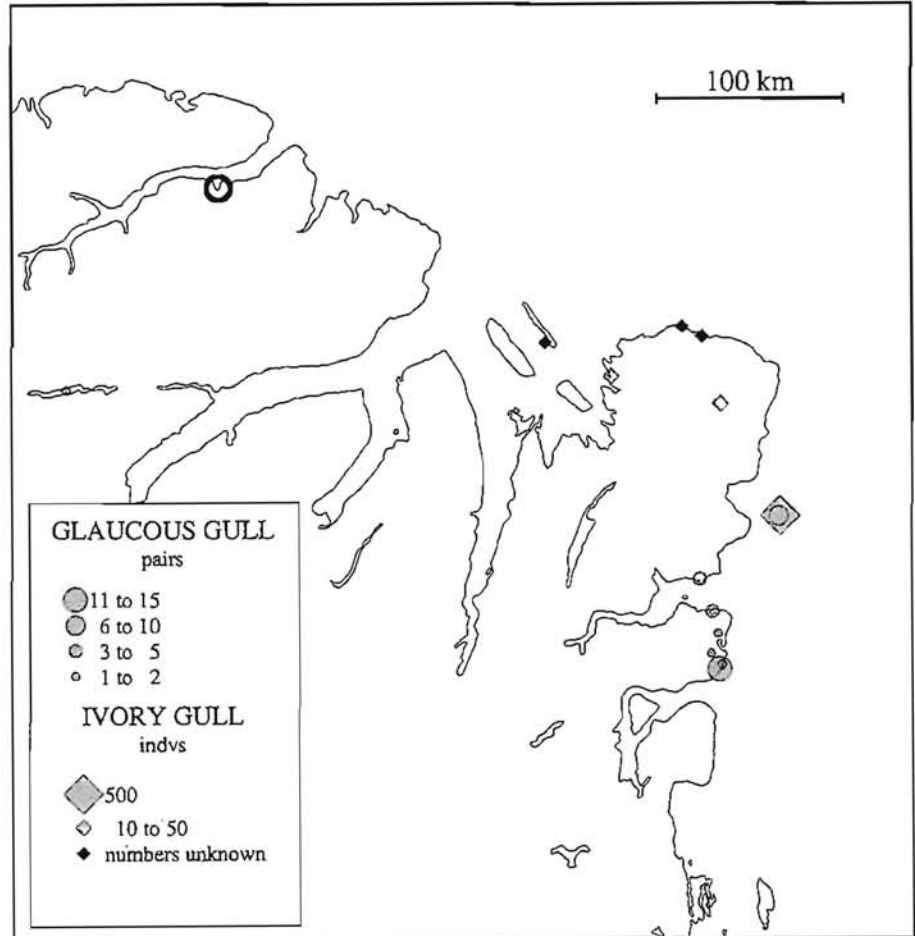 100 km
GLAUCOUS GULL
pairs
11 to 15
6 to 10
3 to 5
1 to 2
IVORY GULL
indvs
500
10 to 50
numbers unknown